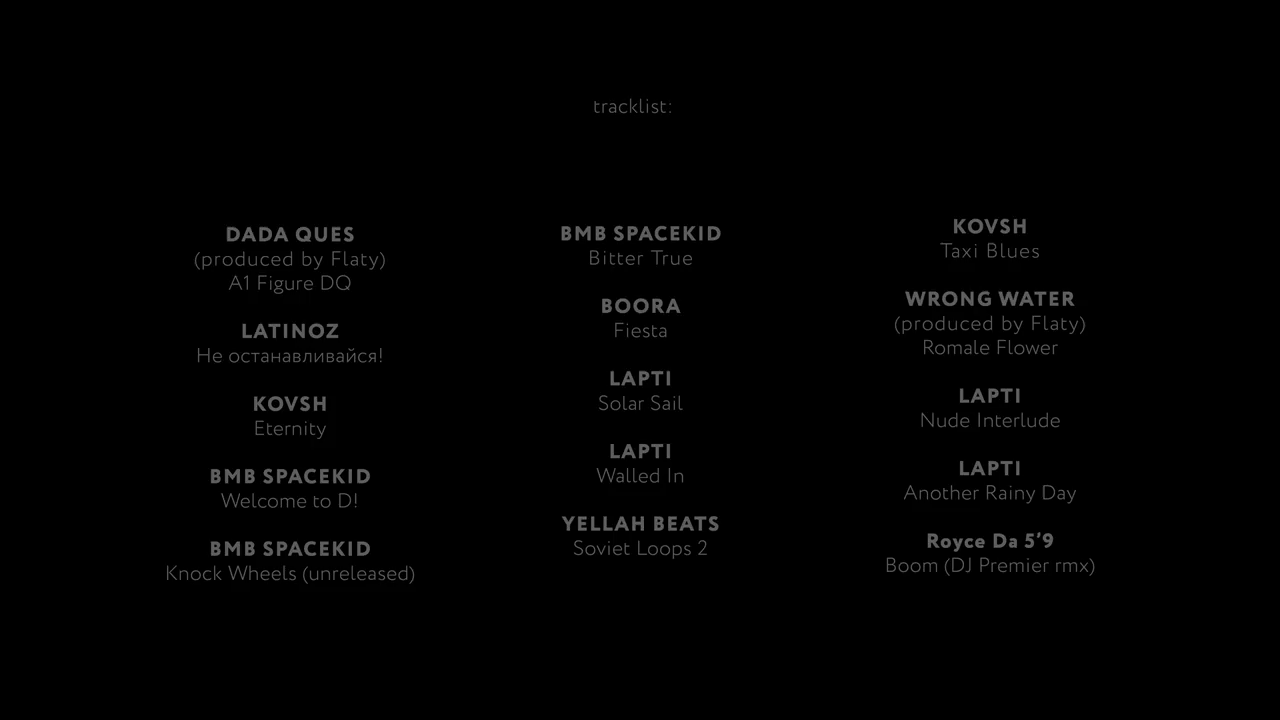 tracklist:
DADA QUES
(produced by Flaty)
A1 Figure DQ
LATINOZ
Не останавливайся!
KOVSH
Eternity
BMB SPACEKID
Welcome to D!
BMB SPACEKID
Knock Wheels (unreleased)
BMB SPACEKID
Bitter True
BOORA
Fiesta
LAPTI
Solar Sail
LAPTI
Walled In
YELLAH BEATS
Soviet Loops 2
KOVSH
Taxi Blues
WRONG WATER
(produced by Flaty)
Romale Flower
LAPTI
Nude Interlude
LAPTI
Another Rainy Day
Royce Da 5’9
Boom (DJ Premier rmx)